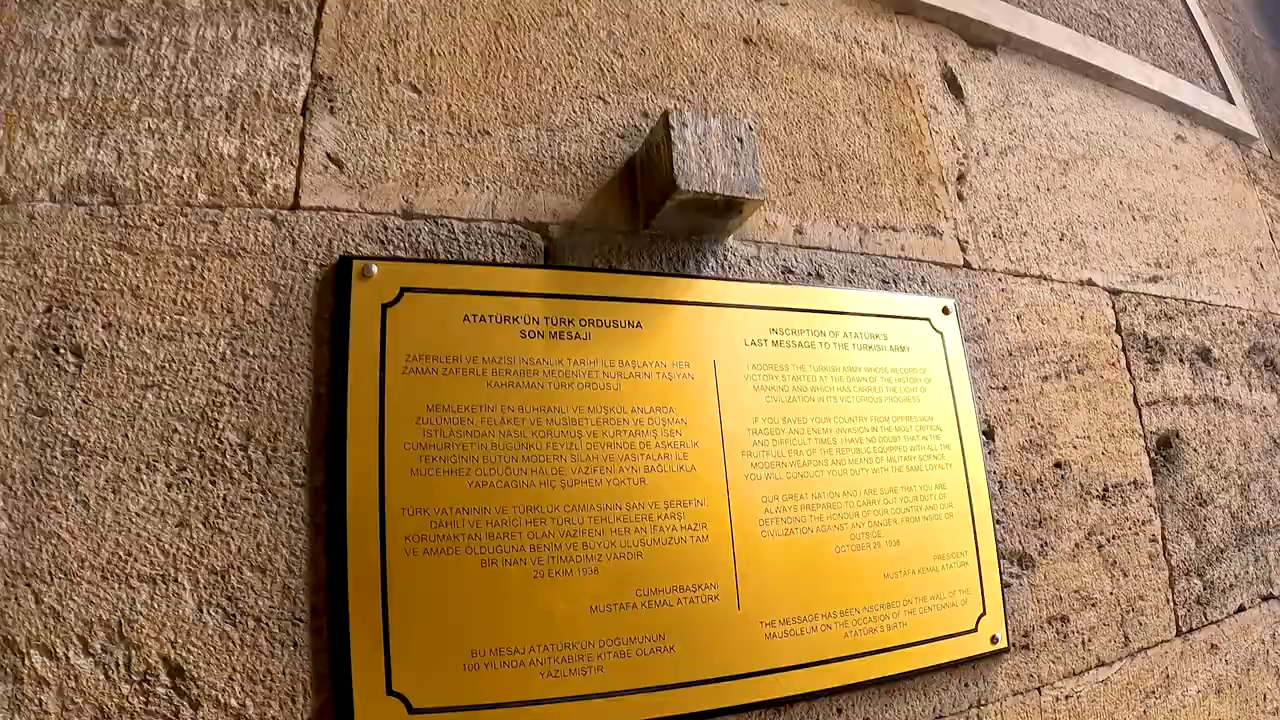 ATATÜRK'ÜN TÜRK ORDUSUNA
SON MESAJI
ZAFERLERİ VE MAZİSİ İNSANLIK TARİHİ İLE BAŞLAYAN, HER
ZAMAN ZAFERLE BERABER MEDENİYET NURLARINI TAŞIYAN
KAHRAMAN TÜRK ORDUSU!
MEMLEKETİNİ EN BUHRANLI VE MÜŞKÜL ANLARDA,
ZULÜMDEN, FELAKET VE MUSİBETLERDEN VE DÜŞMAN
İSTİLASINDAN NASIL KORUMUŞ VE KURTARMIŞ İSEN
CUMHURİYET'İN BUGÜNKÜ FEYİZLİ DEVRİNDE DE ASKERLİK
TEKNİĞİNİN BÜTÜN MODERN SİLAH VE VASITALARI İLE
MÜCEHHEZ OLDUĞUN HALDE, VAZİFENİ AYNI BAĞLILIKLA
YAPACAĞINA HİÇ ŞÜPHEM YOKTUR.
TÜRK VATANININ VE TÜRKLÜK CAMİASININ ŞAN VE ŞEREFİNİ,
DÂHİLİ VE HARİCİ HER TÜRLÜ TEHLİKELERE KARŞI
KORUMAKTAN İBARET OLAN VAZİFENİ, HER AN İFAYA HAZIR
VE AMADE OLDUĞUNA BENİM VE BÜYÜK ULUSUMUZUN TAM
BİR İNAN VE İTİMADIMIZ VARDIR.
29 EKİM 1938
CUMHURBAŞKANI
MUSTAFA KEMAL ATATÜRK
BU MESAJ ATATÜRK'ÜN DOĞUMUNUN
100.YILINDA ANITKABİR'E KİTABE OLARAK
YAZILMIŞTIR
INSCRIPTION OF ATATÜRK'S
LAST MESSAGE TO THE TURKISH ARMY
I ADDRESS THE TURKISH ARMY WHOSE RECORD OF
VICTORY STARTED AT THE DAWN OF THE HISTORY OF
MANKIND AND WHICH HAS CARRIED THE LIGHT OF
CIVILIZATION IN ITS VICTORIOUS PROGRESS
IF YOU SAVED YOUR COUNTRY FROM OPPRESSION,
TRAGEDY AND ENEMY INVASION IN THE MOST CRITICAL
AND DIFFICULT TIMES, I HAVE NO DOUBT THAT IN THE
FRUITFULL ERA OF THE REPUBLIC EQUIPPED WITH ALL THE
MODERN WEAPONS AND MEANS OF MILITARY SCIENCE,
YOU WILL CONDUCT YOUR DUTY WITH THE SAME LOYALTY
OUR GREAT NATION AND I ARE SURE THAT YOU ARE
ALWAYS PREPARED TO CARRY OUT YOUR DUTY OF
DEFENDING THE HONOUR OF OUR COUNTRY AND OUR
CIVILIZATION AGAINST ANY DANGER, FROM INSIDE OR
OUTSIDE.
OCTOBER 29, 1938
PRESIDENT
MUSTAFA KEMAL ATATÜRK
THE MESSAGE HAS BEEN INSCRIBED ON THE WALL OF THE
MAUSOLEUM ON THE OCCASION OF THE CENTENNIAL OF
ATATÜRK'S BIRTH